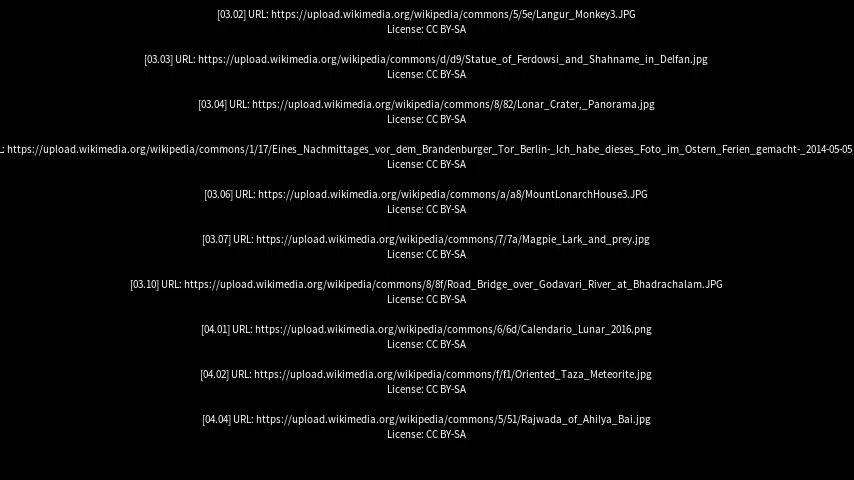 [03.02] URL: https://upload.wikimedia.org/wikipedia/commons/5/5e/Langur_Monkey3.JPG
License: CC BY-SA
[03.03] URL: https://upload.wikimedia.org/wikipedia/commons/d/d9/Statue_of_Ferdowsi_and_Shahname_in_Delfan.jpg
License: CC BY-SA
[03.04] URL: https://upload.wikimedia.org/wikipedia/commons/8/82/Lonar_Crater,_Panorama.jpg
License: CC BY-SA
https://upload.wikimedia.org/wikipedia/commons/1/17/Eines_Nachmittages_vor_dem_Brandenburger_Tor_Berlin-_Ich_habe_dieses_Foto_im_Ostern_Ferien_gemacht-_2014-05-05
License: CC BY-SA
[03.06] URL: https://upload.wikimedia.org/wikipedia/commons/a/a8/MountLonarchHouse3.JPG
License: CC BY-SA
[03.07] URL: https://upload.wikimedia.org/wikipedia/commons/7/7a/Magpie_Lark_and_prey.jpg
License: CC BY-SA
[03.10] URL: https://upload.wikimedia.org/wikipedia/commons/8/8f/Road_Bridge_over_Godavari_River_at_Bhadrachalam.JPG
License: CC BY-SA
[04.01] URL: https://upload.wikimedia.org/wikipedia/commons/6/6d/Calendario_Lunar_2016.png
License: CC BY-SA
[04.02] URL: https://upload.wikimedia.org/wikipedia/commons/f/f1/Oriented_Taza_Meteorite.jpg
License: CC BY-SA
[04.04] URL: https://upload.wikimedia.org/wikipedia/commons/5/51/Rajwada_of_Ahilya_Bai.jpg
License: CC BY-SA